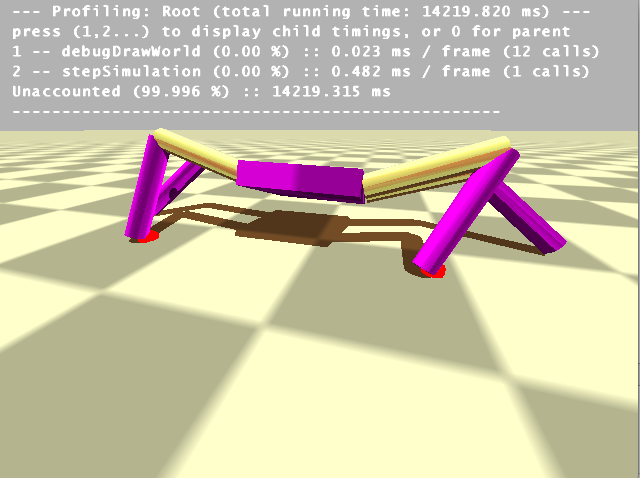 --- Profiling: Root (total running time: 14219.820 ms) ---
press (1,2...) to display child timings, or 0 for parent
1 -- debugDrawWorld (0.00 %) :: 0.023 ms / frame (12 calls)
2 -- stepSimulation (0.00 %) :: 0.482 ms / frame (1 calls)
Unaccounted (99.996 %) :: 14219.315 ms
-------------------------------------------------